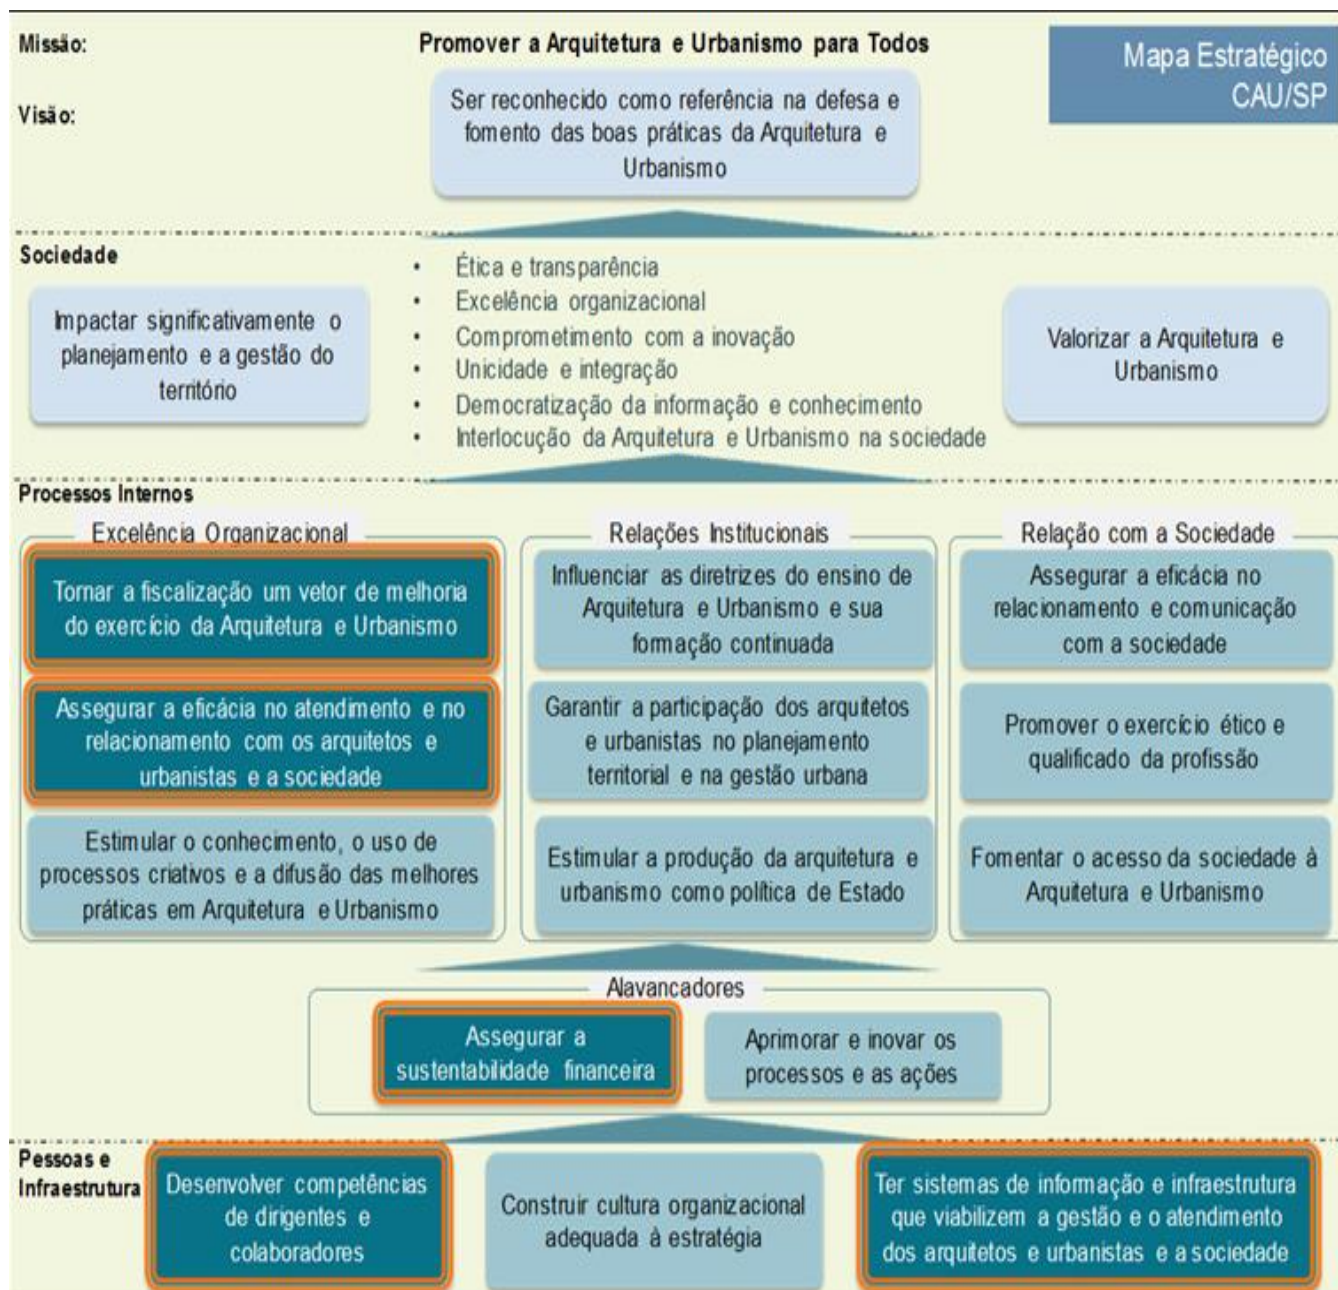 Missão:
Promover a Arquitetura e Urbanismo para Todos
Mapa Estratégico
CAU/SP
Visão:
Ser reconhecido como referência na defesa e
fomento das boas práticas da Arquitetura e
Urbanismo
Sociedade
Impactar significativamente o
planejamento e a gestão do
território
• Ética e transparência
• Excelência organizacional
• Comprometimento com a inovação
• Unicidade e integração
• Democratização da informação e conhecimento
• Interlocução da Arquitetura e Urbanismo na sociedade
Valorizar a Arquitetura e
Urbanismo
Processos Internos
Excelência Organizacional
Tornar a fiscalização um vetor de melhoria
do exercício da Arquitetura e Urbanismo
Assegurar a eficácia no atendimento e no
relacionamento com os arquitetos e
urbanistas e a sociedade
Estimular o conhecimento, o uso de
processos criativos e a difusão das melhores
práticas em Arquitetura e Urbanismo
Relações Institucionais
Influenciar as diretrizes do ensino de
Arquitetura e Urbanismo e sua
formação continuada
Garantir a participação dos arquitetos
e urbanistas no planejamento
territorial e na gestão urbana
Estimular a produção da arquitetura e
urbanismo como política de Estado
Relação com a Sociedade
Assegurar a eficácia no
relacionamento e comunicação
com a sociedade
Promover o exercício ético e
qualificado da profissão
Fomentar o acesso da sociedade à
Arquitetura e Urbanismo
Alavancadores
Assegurar a
sustentabilidade financeira
Aprimorar e inovar os
processos e as ações
Pessoas e
Infraestrutura
Desenvolver competências
de dirigentes e
colaboradores
Construir cultura organizacional
adequada à estratégia
Ter sistemas de informação e infraestrutura
que viabilizem a gestão e o atendimento
dos arquitetos e urbanistas e a sociedade